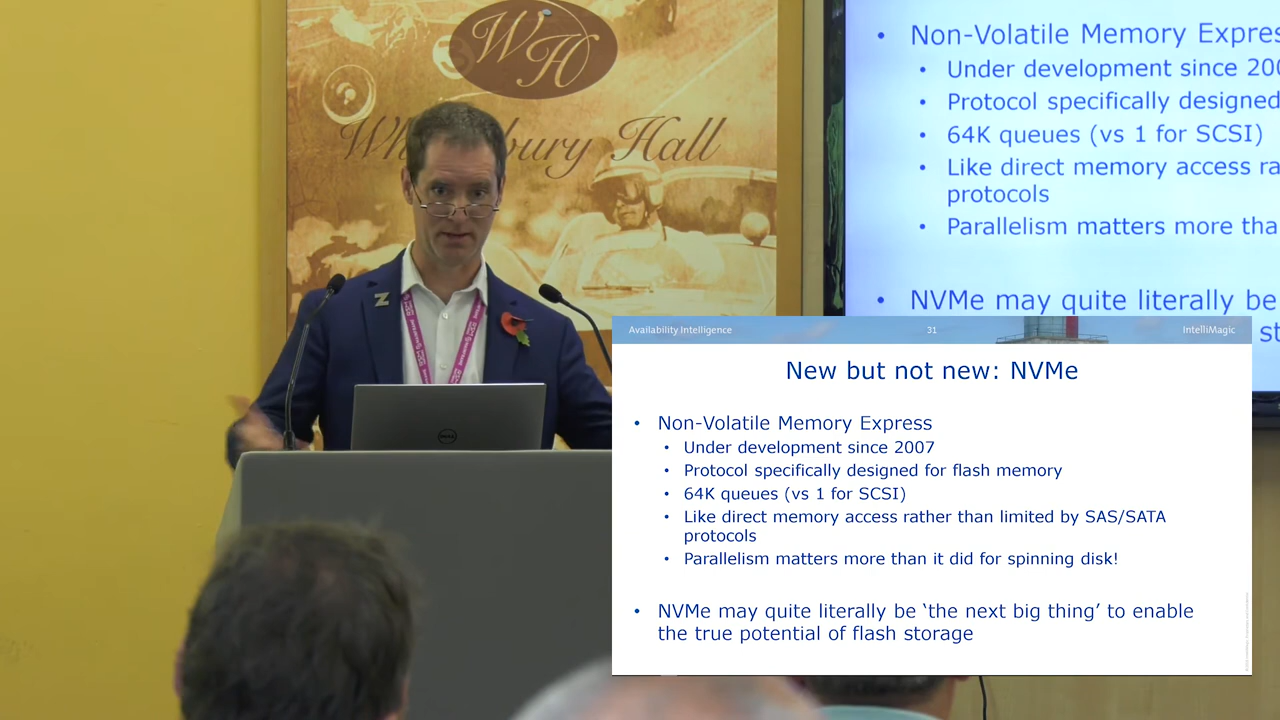 WH
Wh bury Hall
Z
DELL
• Non-Volatile Memory
• Under development since
• Protocol specifically designed
• 64K queues (vs 1 for SCSI)
• Like direct memory access
protocols
• Parallelism matters more
• NVMe may quite literally be
Availability Intelligence 31 IntelliMagic
New but not new: NVMe
• Non-Volatile Memory Express
• Under development since 2007
• Protocol specifically designed for flash memory
• 64K queues (vs 1 for SCSI)
• Like direct memory access rather than limited by SAS/SATA
protocols
• Parallelism matters more than it did for spinning disk!
• NVMe may quite literally be ‘the next big thing’ to enable
the true potential of flash storage